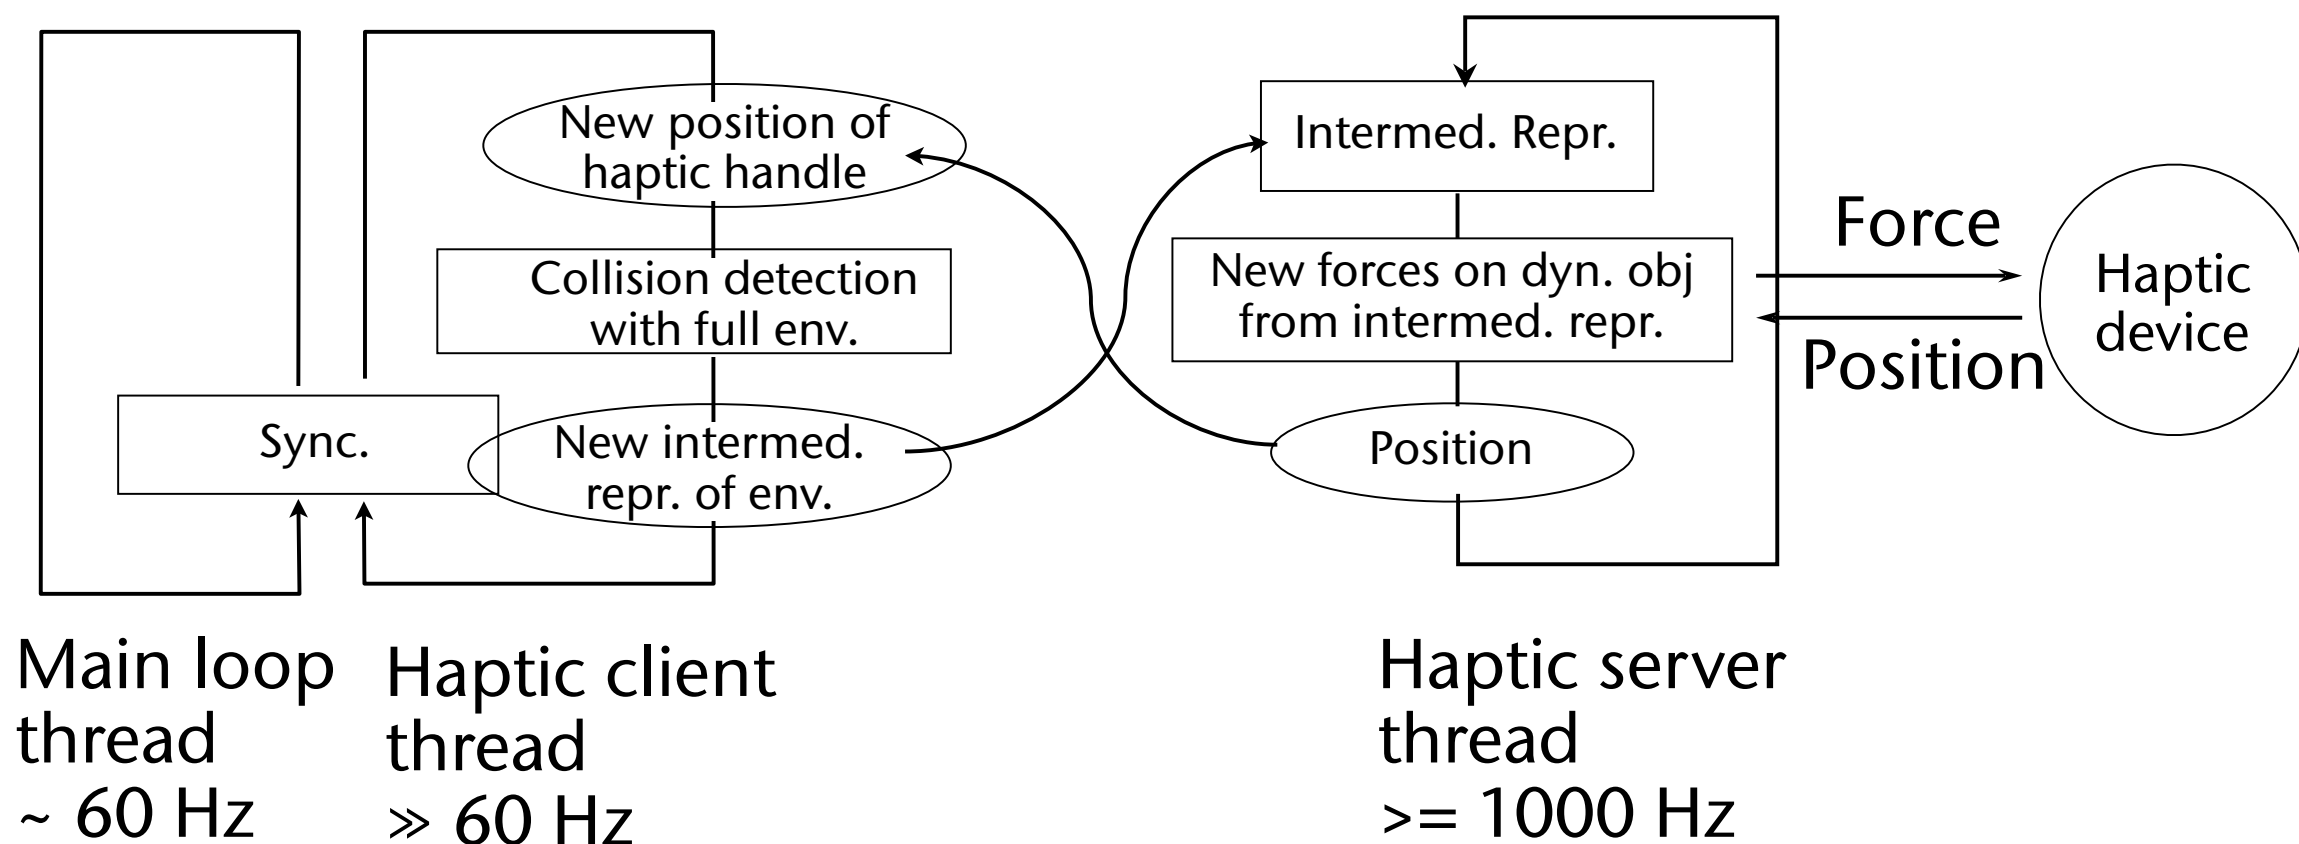 New position of
haptic handle
Collision detection
with full env.
Sync.
New intermed.
repr. of env.
Intermed. Repr.
New forces on dyn. obj
from intermed. repr.
Position
Force
Position
Haptic
device
Main loop
thread
~ 60 Hz
Haptic client
thread
≫ 60 Hz
Haptic server
thread
>= 1000 Hz